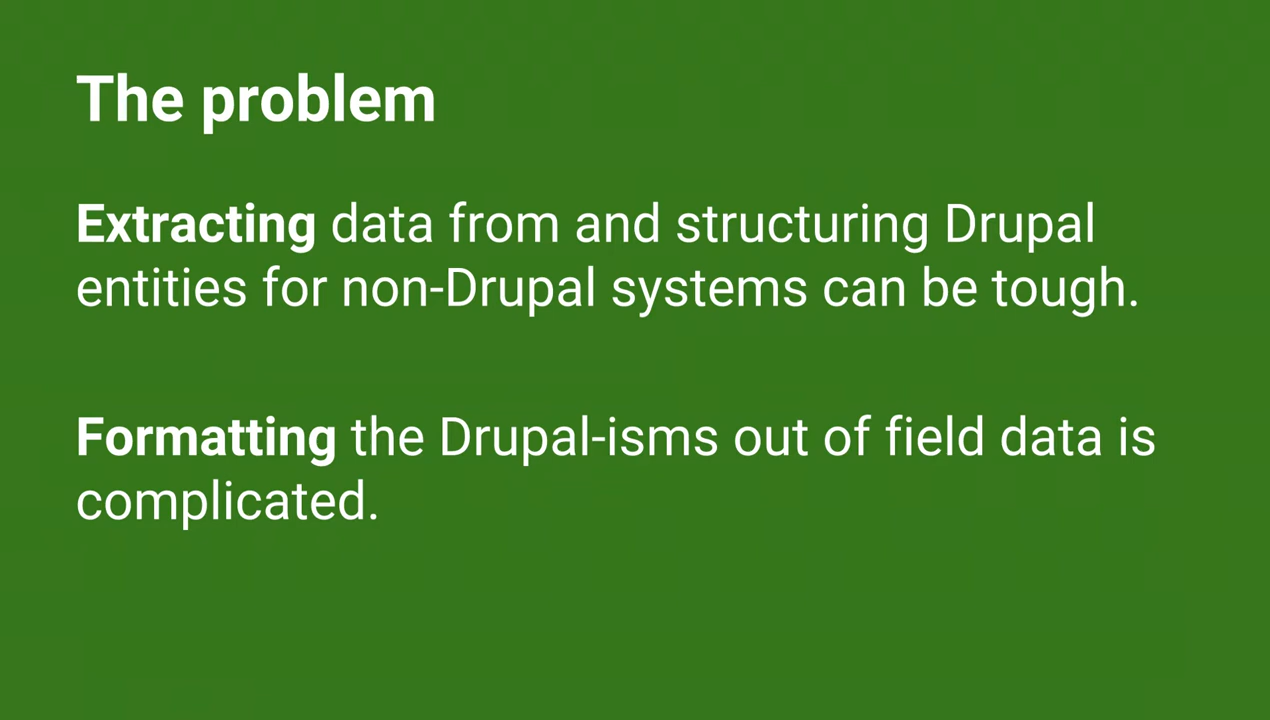 The problem
Extracting data from and structuring Drupal
entities for non-Drupal systems can be tough.
Formatting the Drupal-isms out of field data is
complicated.